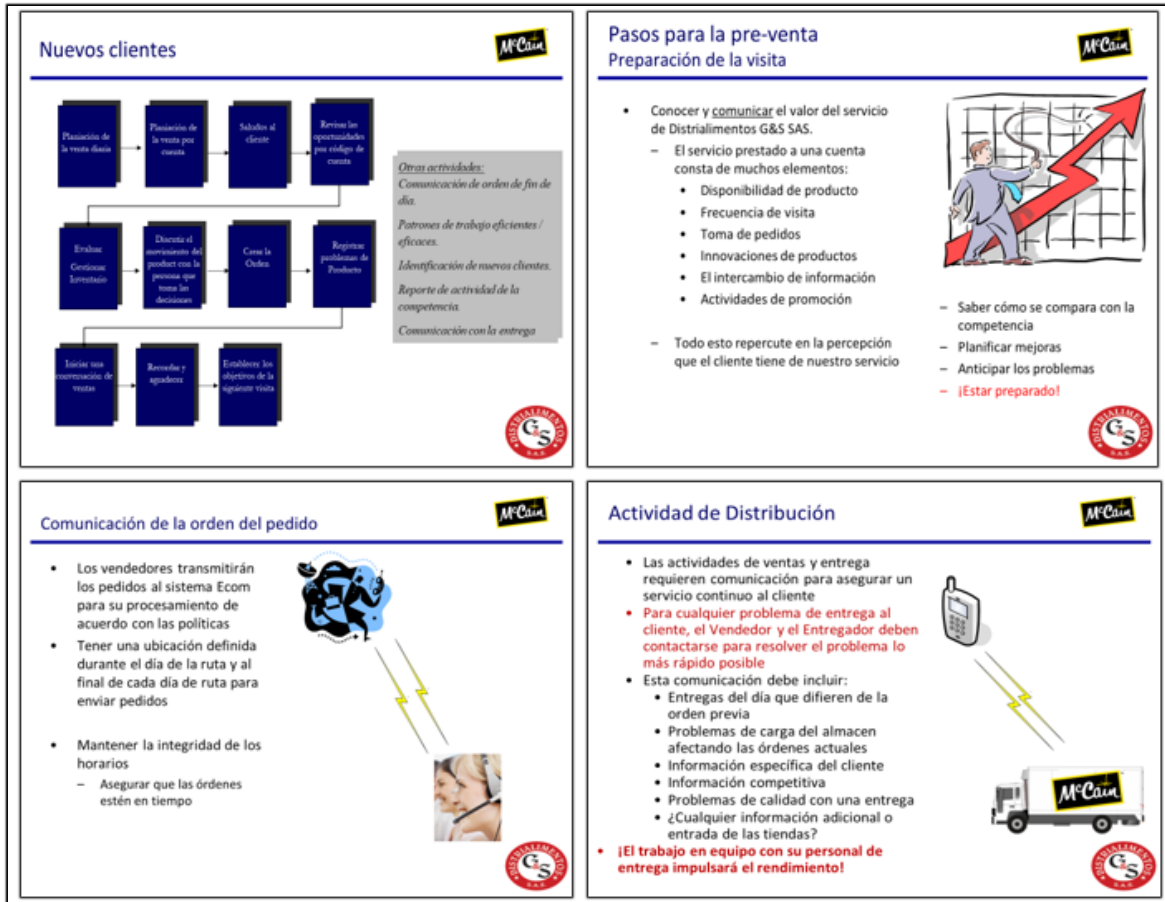 Nuevos clientes
McCain
Planiación de
la venta diaria
Planiación de
la venta por
cuenta
Saludos al
cliente
Revisar las
oportunidades
por código de
cuenta
Otras actividades:
Comunicación de orden de fin de
día.
Patrones de trabajo eficientes /
eficaces.
Identificación de nuevos clientes.
Reporte de actividad de la
competencia.
Comunicación con la entrega
Evaluar
Gestionar
Inventario
Discutir el
movimiento del
product con la
persona que
toma las
decisiones
Crear la
Orden
Registrar
problemas de
Producto
Iniciar una
conversación de
ventas
Recordar y
agradecer
Establecer los
objetivos de la
siguiente visita
DISTRIALIMENTOS
G&S
S.A.S.
Pasos para la pre-venta
Preparación de la visita
McCain
• Conocer y comunicar el valor del servicio
de Distrialimentos G&S SAS.
– El servicio prestado a una cuenta
consta de muchos elementos:
• Disponibilidad de producto
• Frecuencia de visita
• Toma de pedidos
• Innovaciones de productos
• El intercambio de información
• Actividades de promoción
– Todo esto repercute en la percepción
que el cliente tiene de nuestro servicio
– Saber cómo se compara con la
competencia
– Planificar mejoras
– Anticipar los problemas
– ¡Estar preparado!
DISTRIALIMENTOS
G&S
S.A.S.
Comunicación de la orden del pedido
McCain
• Los vendedores transmitirán
los pedidos al sistema Ecom
para su procesamiento de
acuerdo con las políticas
• Tener una ubicación definida
durante el día de la ruta y al
final de cada día de ruta para
enviar pedidos
• Mantener la integridad de los
horarios
– Asegurar que las órdenes
estén en tiempo
DISTRIALIMENTOS
G&S
S.A.S.
Actividad de Distribución
McCain
• Las actividades de ventas y entrega
requieren comunicación para asegurar un
servicio continuo al cliente
• Para cualquier problema de entrega al
cliente, el Vendedor y el Entregador deben
contactarse para resolver el problema lo
más rápido posible
• Esta comunicación debe incluir:
• Entregas del día que difieren de la
orden previa
• Problemas de carga del almacen
afectando las órdenes actuales
• Información específica del cliente
• Información competitiva
• Problemas de calidad con una entrega
• ¿Cualquier información adicional o
entrada de las tiendas?
• ¡El trabajo en equipo con su personal de
entrega impulsará el rendimiento!
McCain
DISTRIALIMENTOS
G&S
S.A.S.